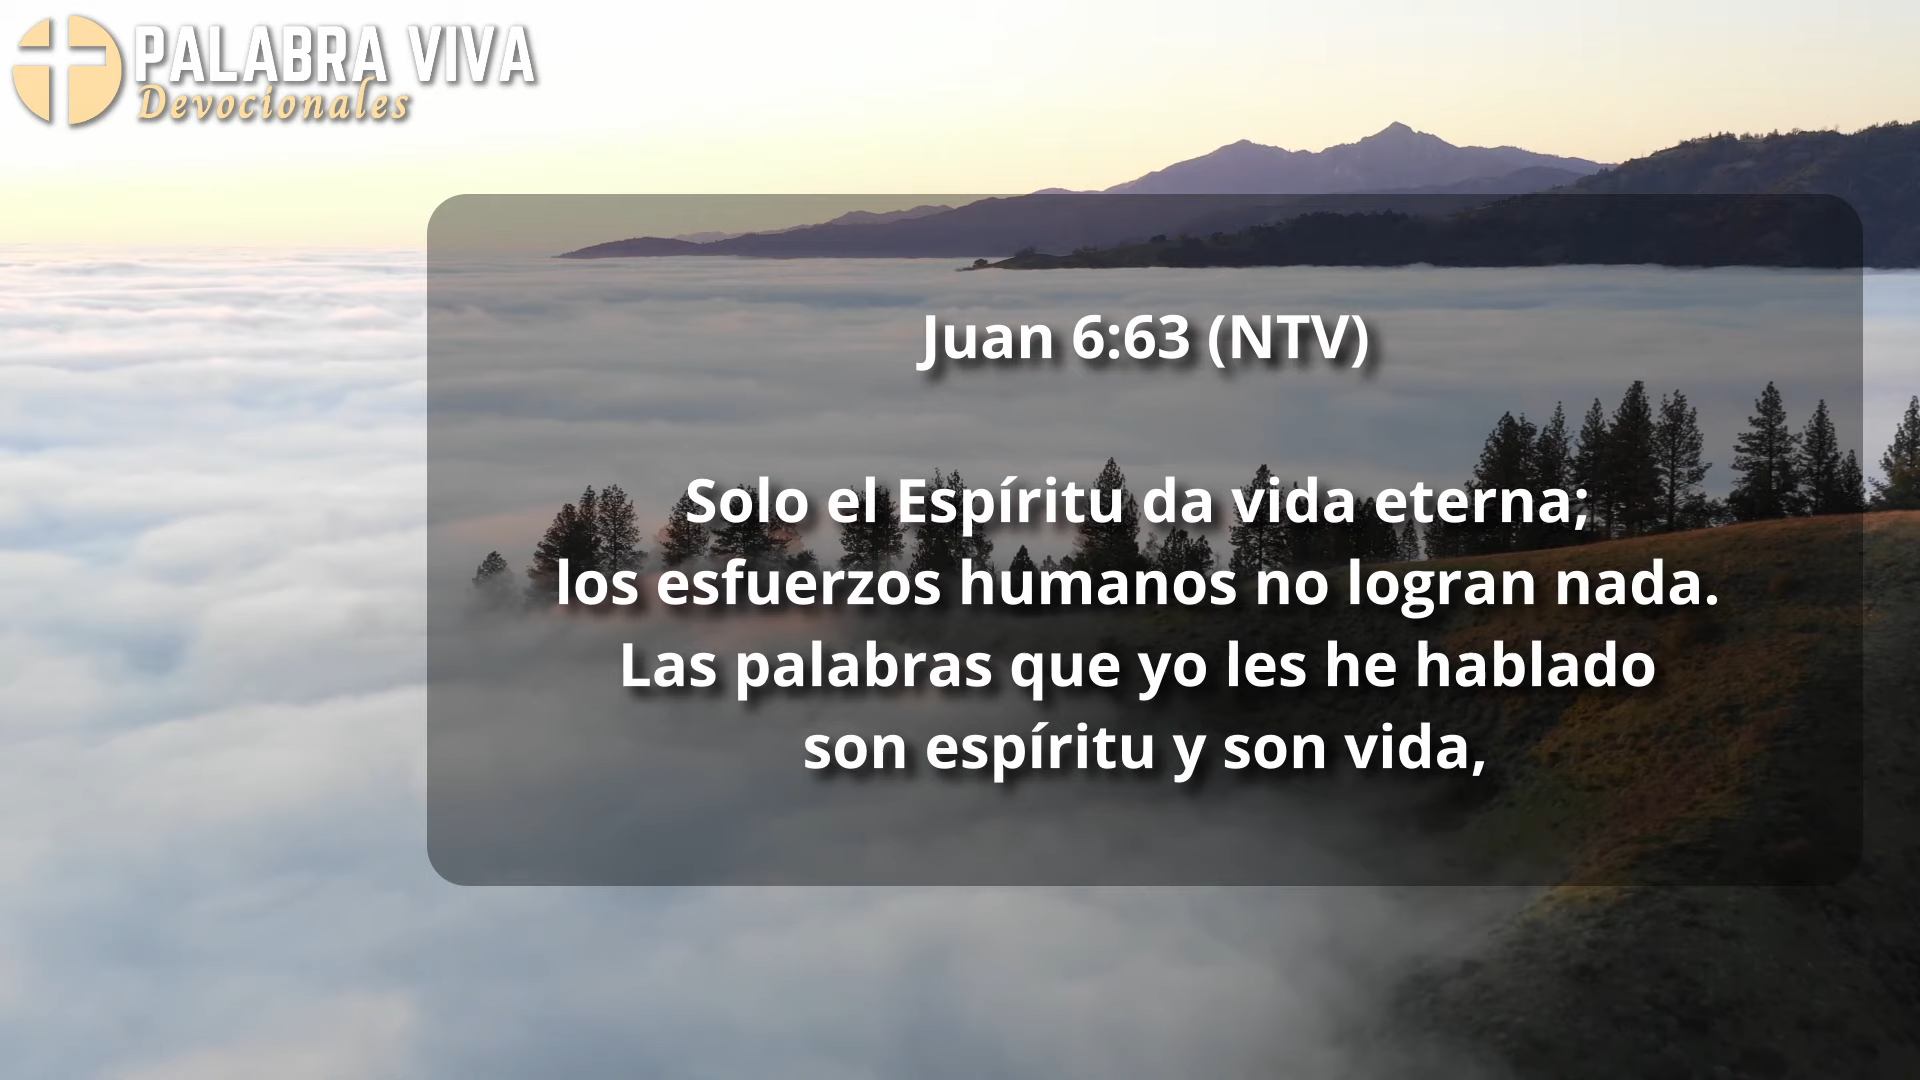 PALABRA VIVA
Devocionales
Juan 6:63 (NTV)
Solo el Espíritu da vida eterna;
los esfuerzos humanos no logran nada.
Las palabras que yo les he hablado
son espíritu y son vida,